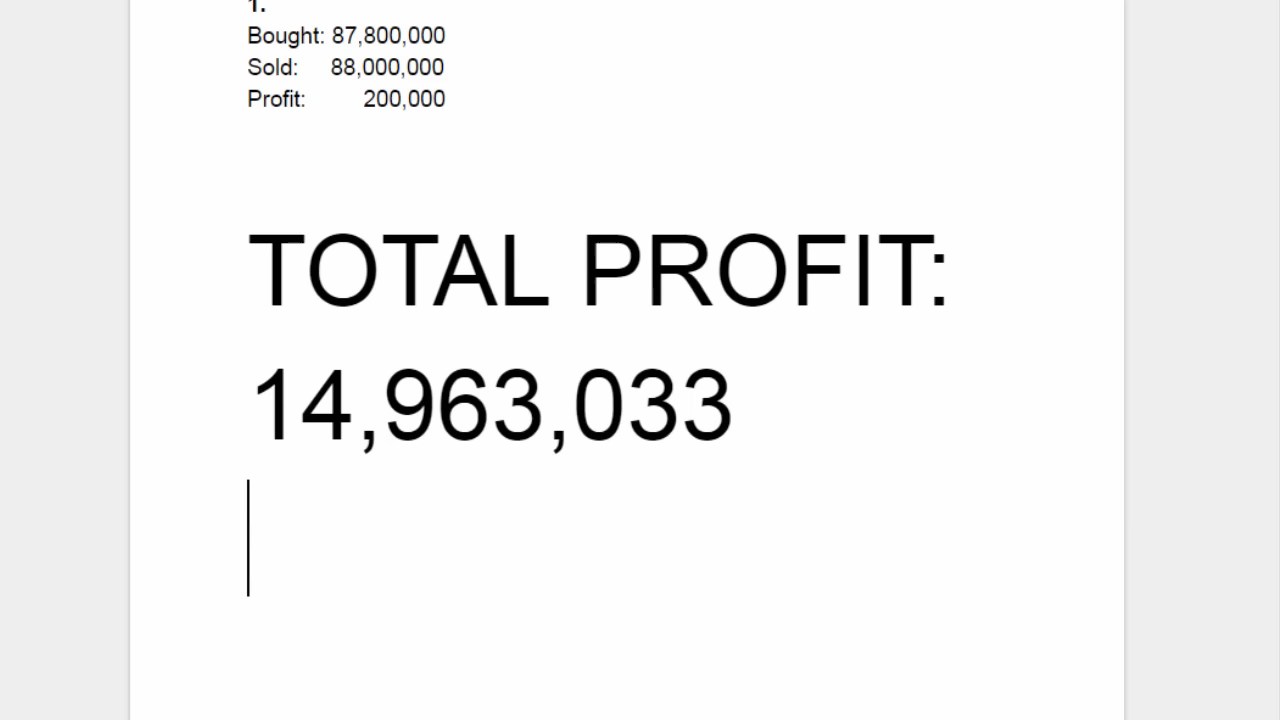 1.
Bought: 87,800,000
Sold: 88,000,000
Profit: 200,000
TOTAL PROFIT:
14,963,033